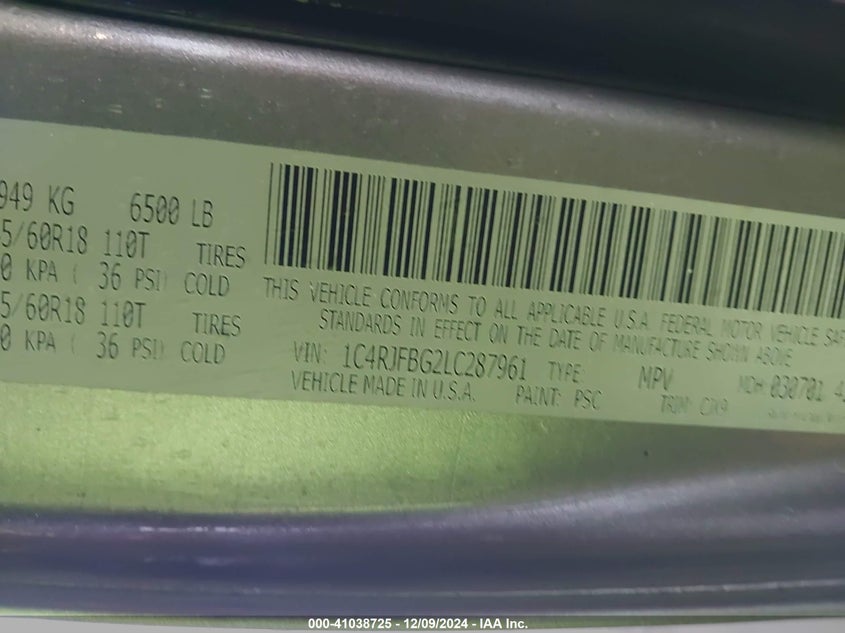 949 KG 6500 LB
5/60R18 110T TIRES
0 KPA ( 36 PSI) COLD
5/60R18 110T TIRES
0 KPA ( 36 PSI) COLD
THIS VEHICLE CONFORMS TO ALL APPLICABLE U.S.A. FEDERAL MOTOR VEHICLE SAF
STANDARDS IN EFFECT ON THE DATE OF MANUFACTURE SHOWN ABOVE
VIN: 1C4RJFBG2LC287961 TYPE: MPV MDH: 030701 4
VEHICLE MADE IN U.S.A. PAINT: PSC TRIM: CJX9
000-41038725 - 12/09/2024 - IAA Inc.